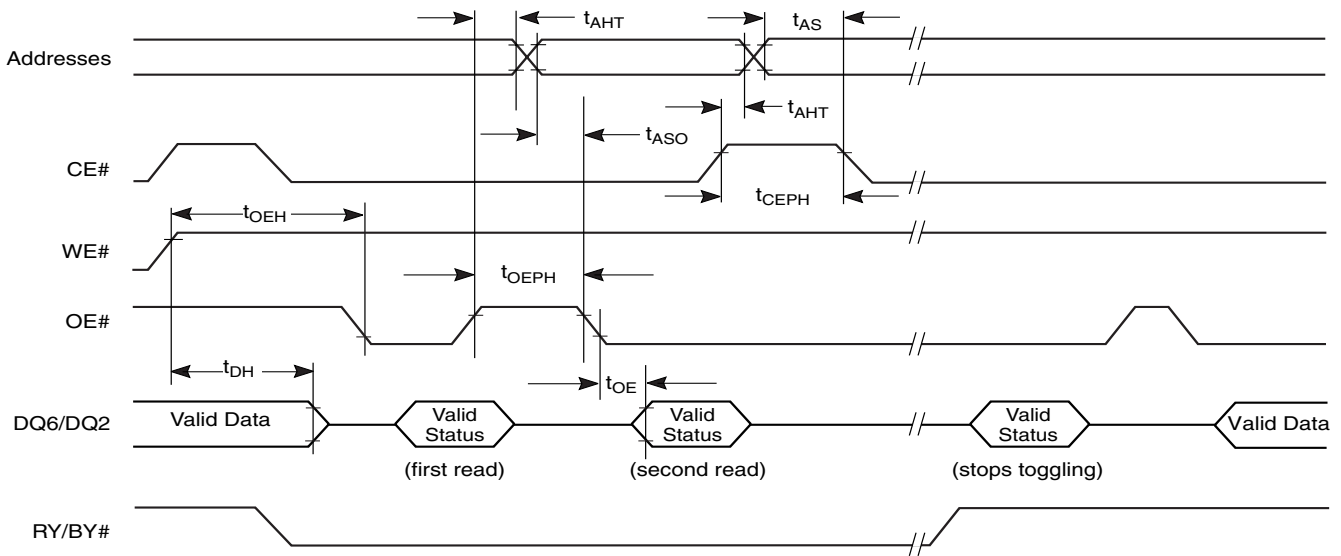 tAHT
tAS
Addresses
tAHT
tASO
CE#
tCEPH
tOEH
WE#
tOEPH
OE#
tDH
tOE
DQ6/DQ2
Valid Data
Valid
Status
Valid
Status
Valid
Status
Valid Data
(first read)
(second read)
(stops toggling)
RY/BY#